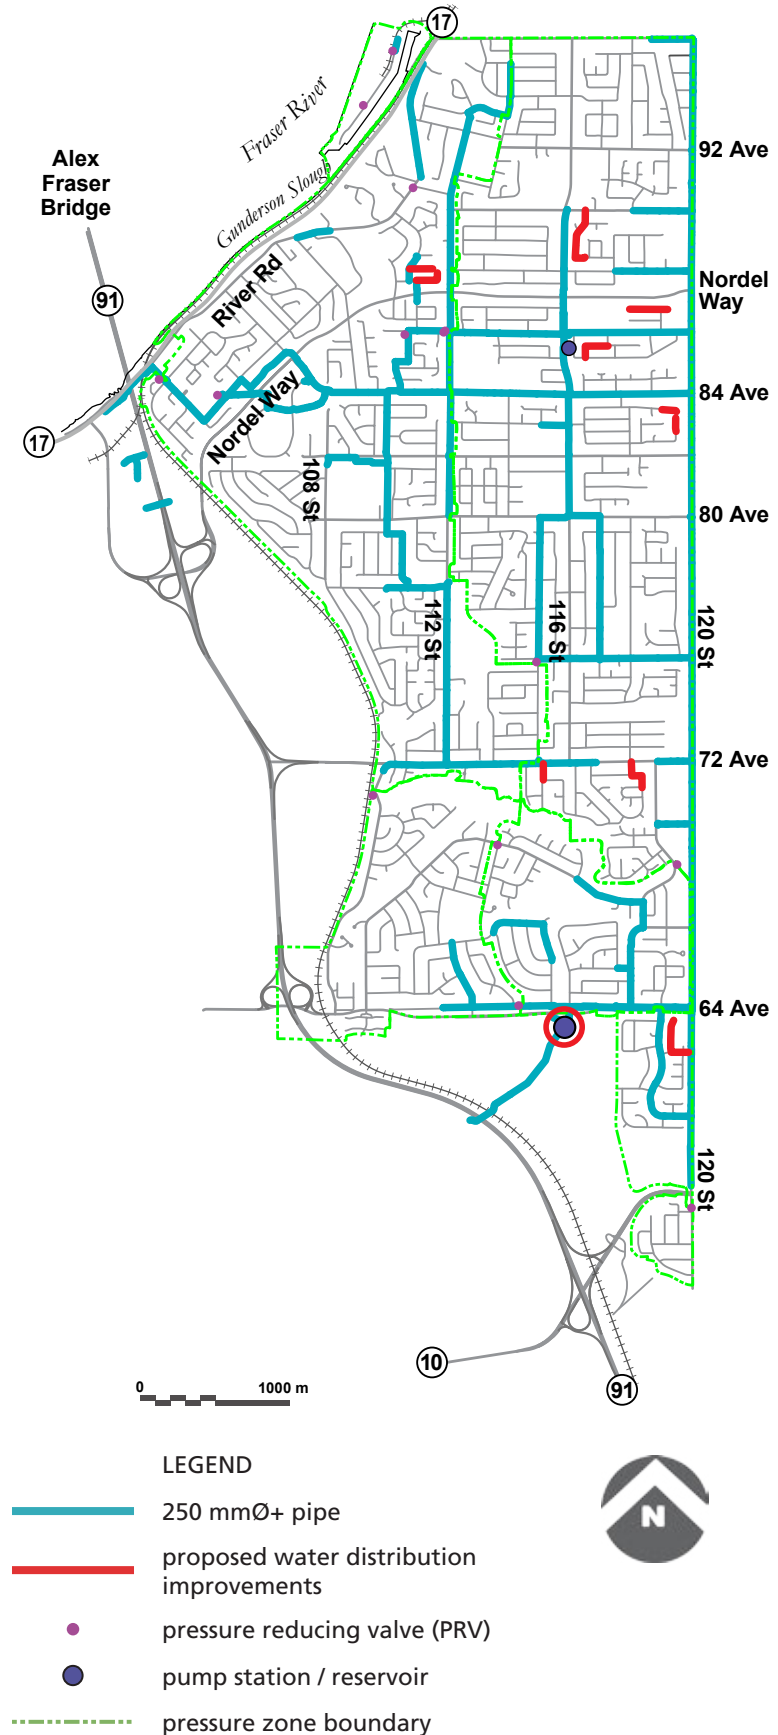 17
Fraser River
Gunderson Slough
92 Ave
Alex
Fraser
Bridge
91
River Rd
Nordel
Way
84 Ave
Nordel Way
17
108 St
80 Ave
112 St
116 St
120 St
72 Ave
64 Ave
120 St
10
91
0 1000 m
LEGEND
N
250 mmØ+ pipe
proposed water distribution
improvements
pressure reducing valve (PRV)
pump station / reservoir
pressure zone boundary